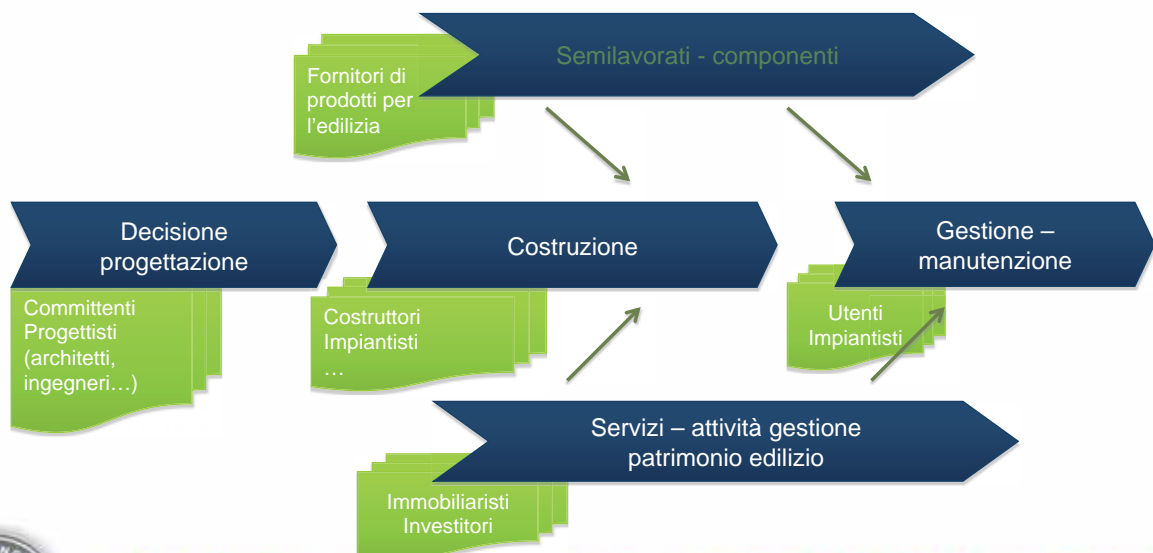 Semilavorati - componenti
Fornitori di
prodotti per
l'edilizia
Decisione
progettazione
Costruzione
Gestione –
manutenzione
Committenti
Progettisti
(architetti,
ingegneri…)
Costruttori
Impiantisti
…
Utenti
Impiantisti
Servizi – attività gestione
patrimonio edilizio
Immobiliaristi
Investitori